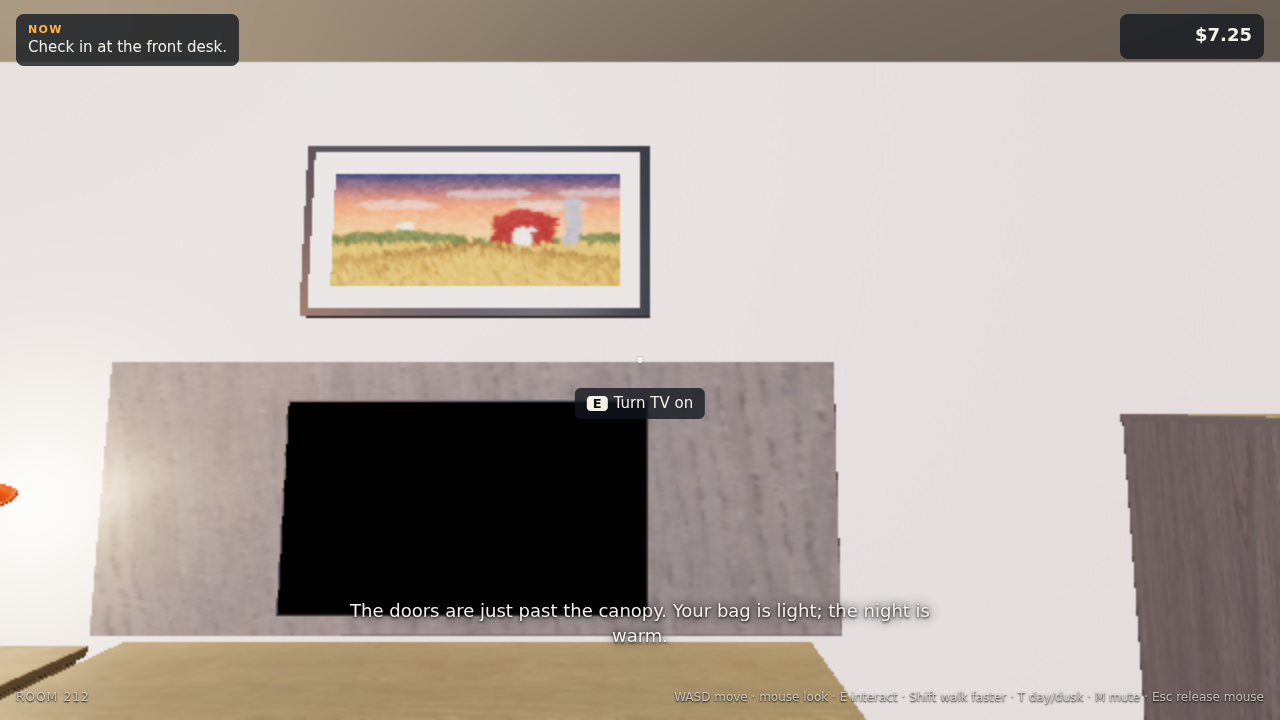 NOW
Check in at the front desk.
$7.25
E Turn TV on
The doors are just past the canopy. Your bag is light; the night is
warm.
ROOM 212
WASD move · mouse look · E interact · Shift walk faster · T day/dusk · M mute · Esc release mouse